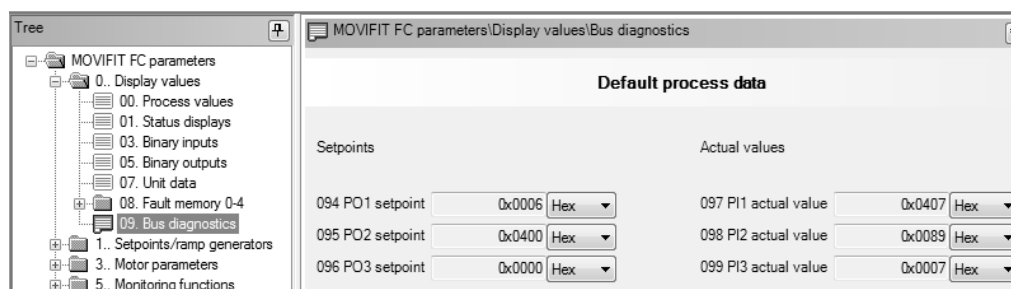 Tree
MOVIFIT FC parameters
0.. Display values
00. Process values
01. Status displays
03. Binary inputs
05. Binary outputs
07. Unit data
08. Fault memory 0-4
09. Bus diagnostics
1.. Setpoints/ramp generators
3.. Motor parameters
5.. Monitoring functions
MOVIFIT FC parameters\Display values\Bus diagnostics
Default process data
Setpoints Actual values
094 PO1 setpoint 0x0006 Hex 097 PI1 actual value 0x0407 Hex
095 PO2 setpoint 0x0400 Hex 098 PI2 actual value 0x0089 Hex
096 PO3 setpoint 0x0000 Hex 099 PI3 actual value 0x0007 Hex